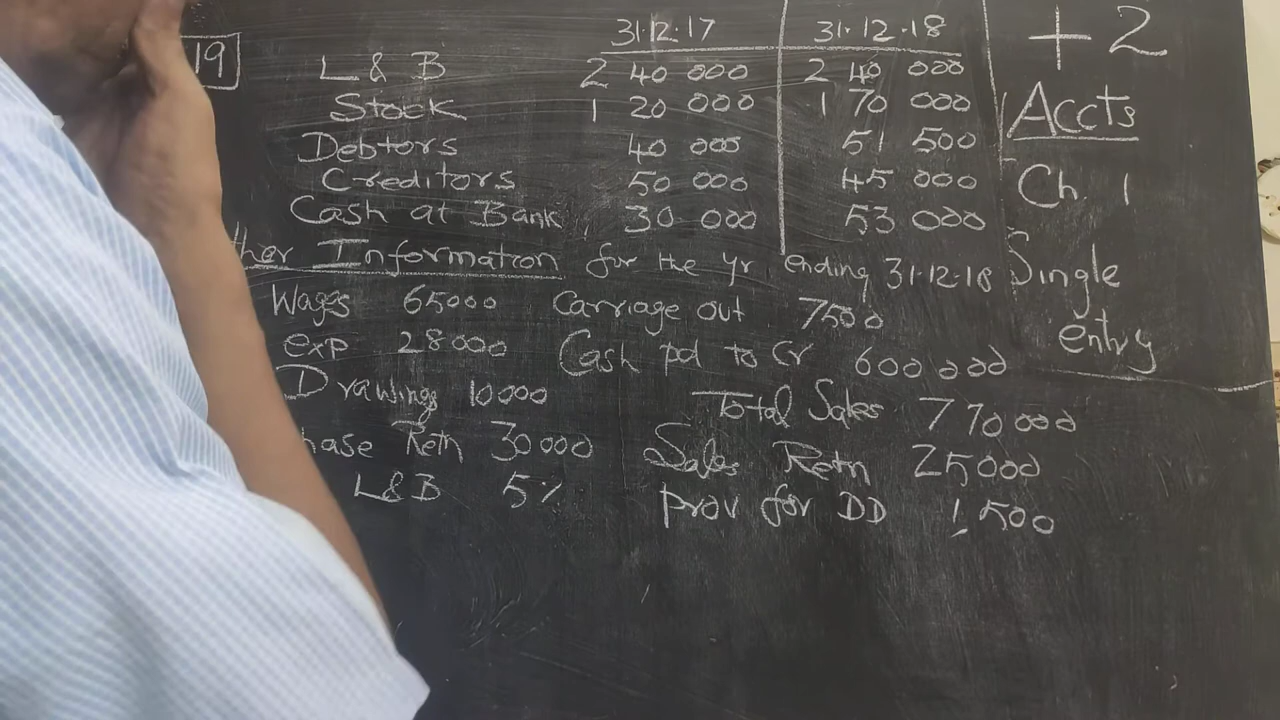 31·12·17 31·12·18
19 L & B 2 40 000 2 40 000
Stock 1 20 000 1 70 000
Debtors 40 000 51 500
Creditors 50 000 45 000
Cash at Bank 30 000 53 000
ther Information for the yr ending 31·12·18
Wages 65000 Carriage out 7500
exp 28000 Cash pd to Cr 600000
Drawings 10000 Total Sales 770000
hase Retn 30000 Sales Retn 25000
L&B 5% prov for DD 1,500
+2
Accts
Ch. 1
Single
entry